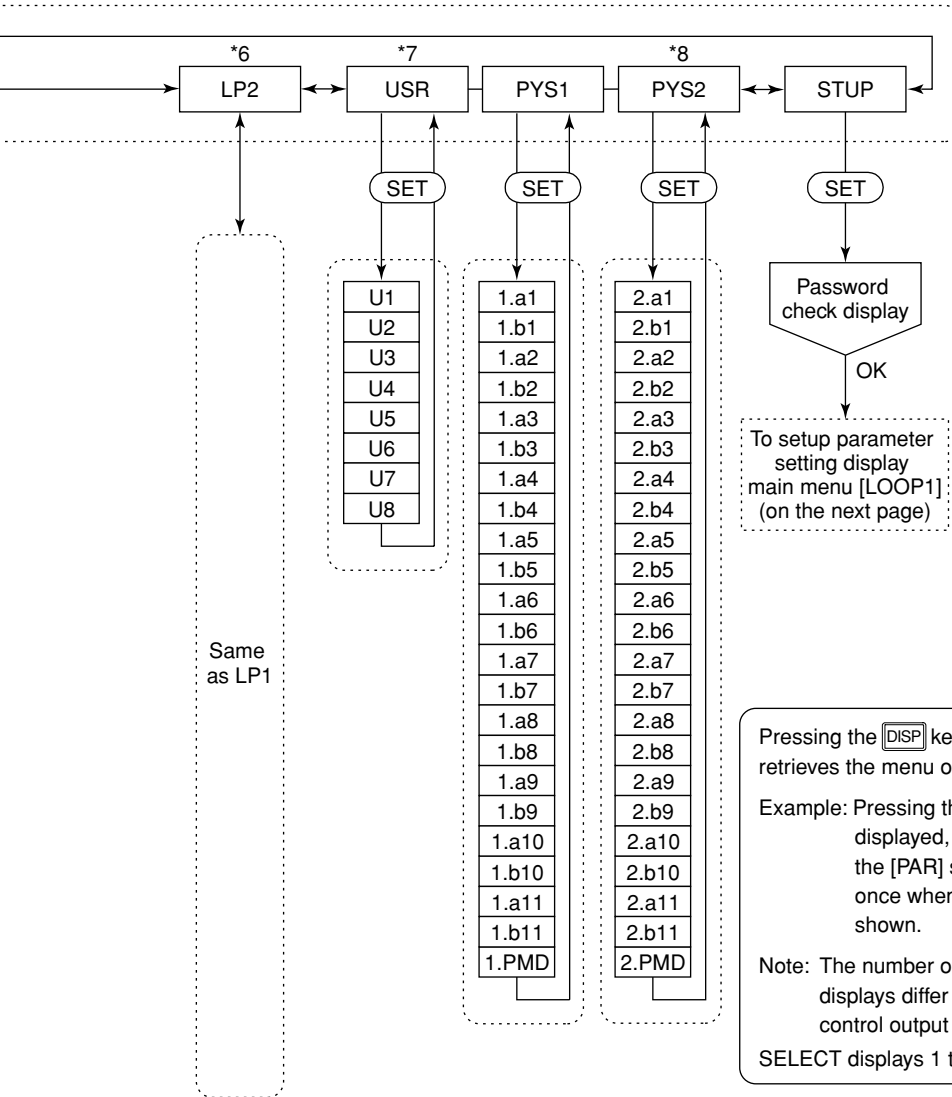 *6 *7 *8
LP2 USR PYS1 PYS2 STUP
SET SET SET SET
U1
U2
U3
U4
U5
U6
U7
U8
1.a1
1.b1
1.a2
1.b2
1.a3
1.b3
1.a4
1.b4
1.a5
1.b5
1.a6
1.b6
1.a7
1.b7
1.a8
1.b8
1.a9
1.b9
1.a10
1.b10
1.a11
1.b11
1.PMD
2.a1
2.b1
2.a2
2.b2
2.a3
2.b3
2.a4
2.b4
2.a5
2.b5
2.a6
2.b6
2.a7
2.b7
2.a8
2.b8
2.a9
2.b9
2.a10
2.b10
2.a11
2.b11
2.PMD
Password
check display
OK
To setup parameter
setting display
main menu [LOOP1]
(on the next page)
Same
as LP1
Pressing the DISP ke
retrieves the menu o
Example: Pressing th
displayed,
the [PAR] s
once wher
shown.
Note: The number o
displays differ
control output
SELECT displays 1 t